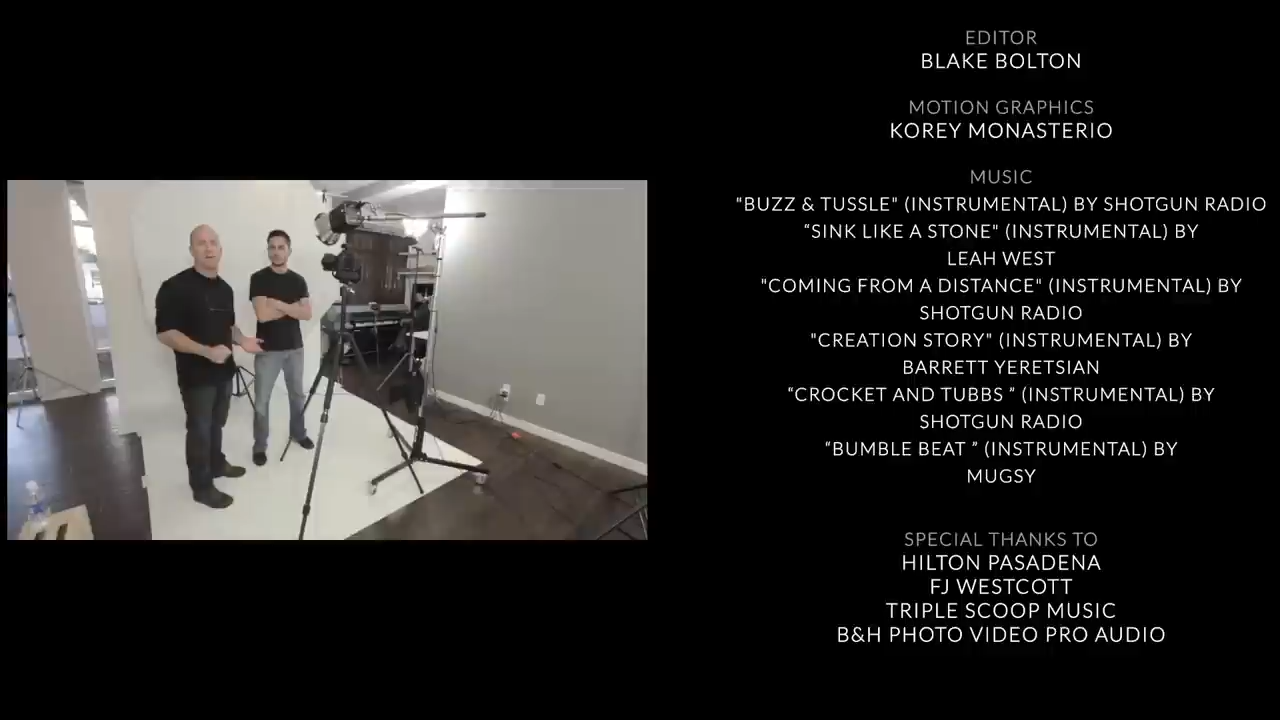 EDITOR
BLAKE BOLTON
MOTION GRAPHICS
KOREY MONASTERIO
MUSIC
“BUZZ & TUSSLE" (INSTRUMENTAL) BY SHOTGUN RADIO
“SINK LIKE A STONE" (INSTRUMENTAL) BY
LEAH WEST
"COMING FROM A DISTANCE" (INSTRUMENTAL) BY
SHOTGUN RADIO
"CREATION STORY" (INSTRUMENTAL) BY
BARRETT YERETSIAN
“CROCKET AND TUBBS ” (INSTRUMENTAL) BY
SHOTGUN RADIO
“BUMBLE BEAT ” (INSTRUMENTAL) BY
MUGSY
SPECIAL THANKS TO
HILTON PASADENA
FJ WESTCOTT
TRIPLE SCOOP MUSIC
B&H PHOTO VIDEO PRO AUDIO